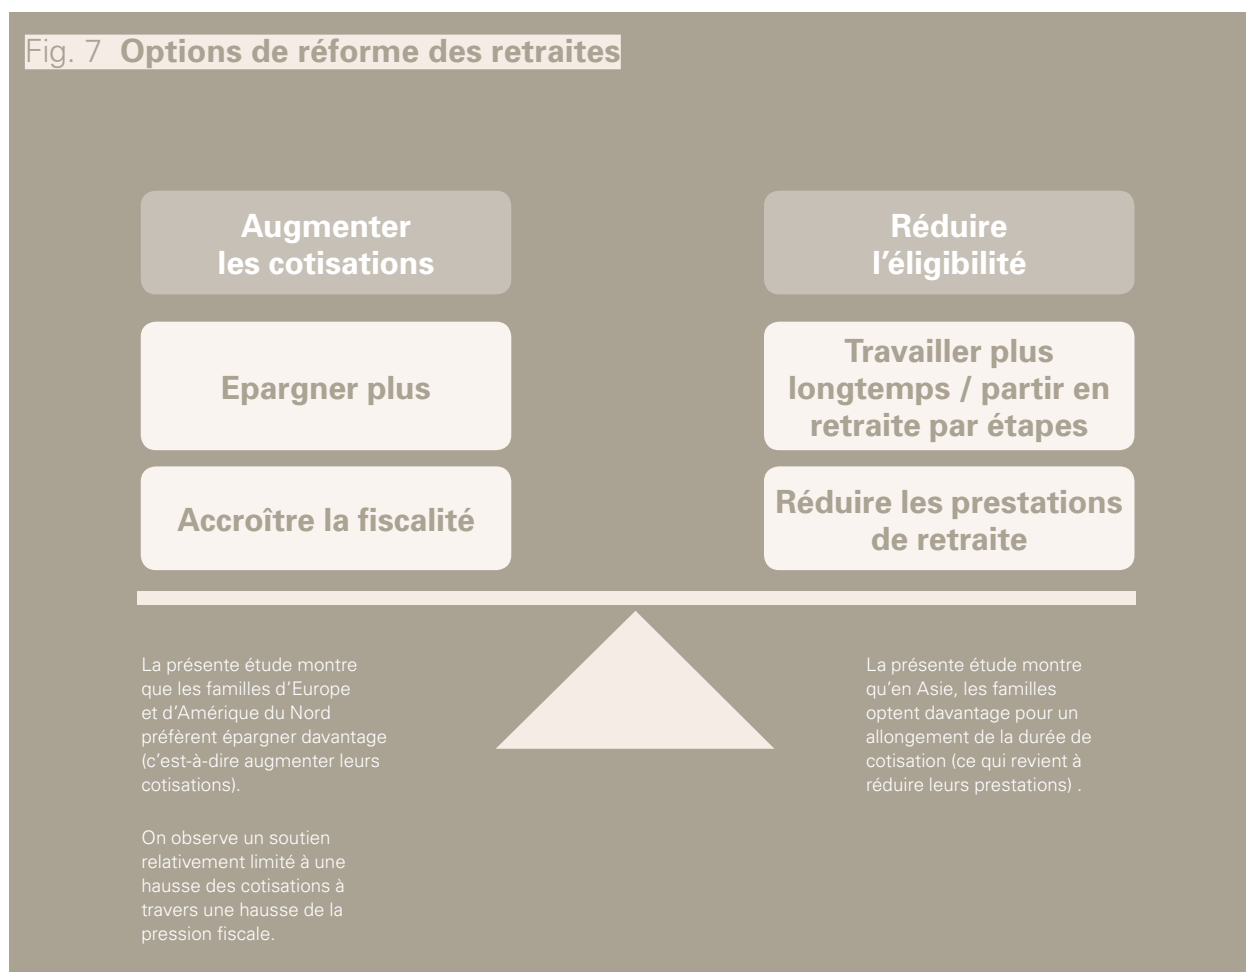 Fig. 7 Options de réforme des retraites
Augmenter
les cotisations
Epargner plus
Accroître la fiscalité
Réduire
l'éligibilité
Travailler plus
longtemps / partir en
retraite par étapes
Réduire les prestations
de retraite
La présente étude montre
que les familles d'Europe
et d'Amérique du Nord
préfèrent épargner davantage
(c'est-à-dire augmenter leurs
cotisations).
On observe un soutien
relativement limité à une
hausse des cotisations à
travers une hausse de la
pression fiscale.
La présente étude montre
qu'en Asie, les familles
optent davantage pour un
allongement de la durée de
cotisation (ce qui revient à
réduire leurs prestations) .